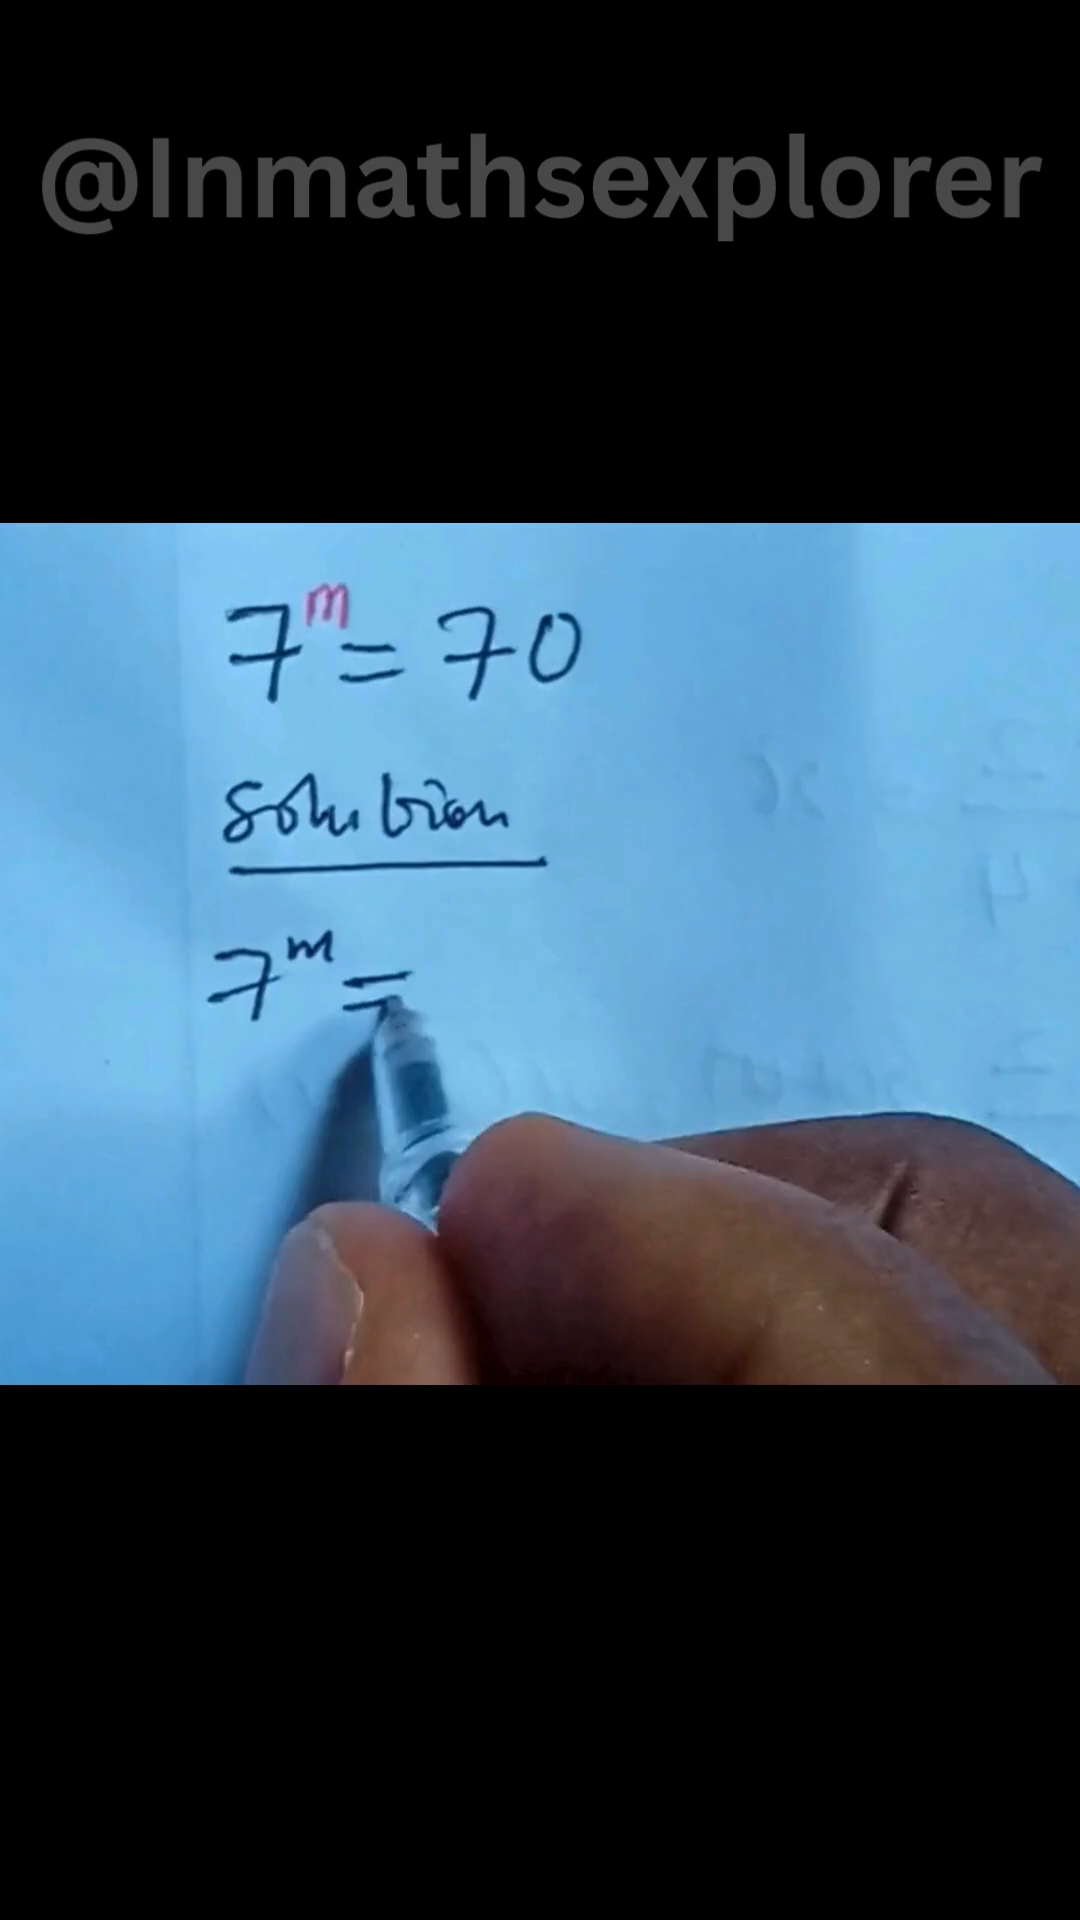 @Inmathsexplorer
7^m = 70
solution
7^m =